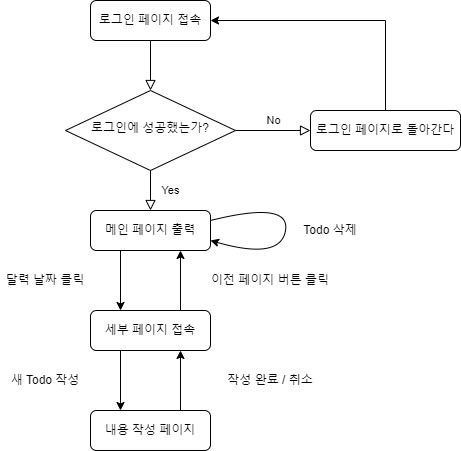 로그인 페이지 접속
로그인에 성공했는가?
No
로그인 페이지로 돌아간다
Yes
메인 페이지 출력
Todo 삭제
달력 날짜 클릭
이전 페이지 버튼 클릭
세부 페이지 접속
새 Todo 작성
작성 완료 / 취소
내용 작성 페이지